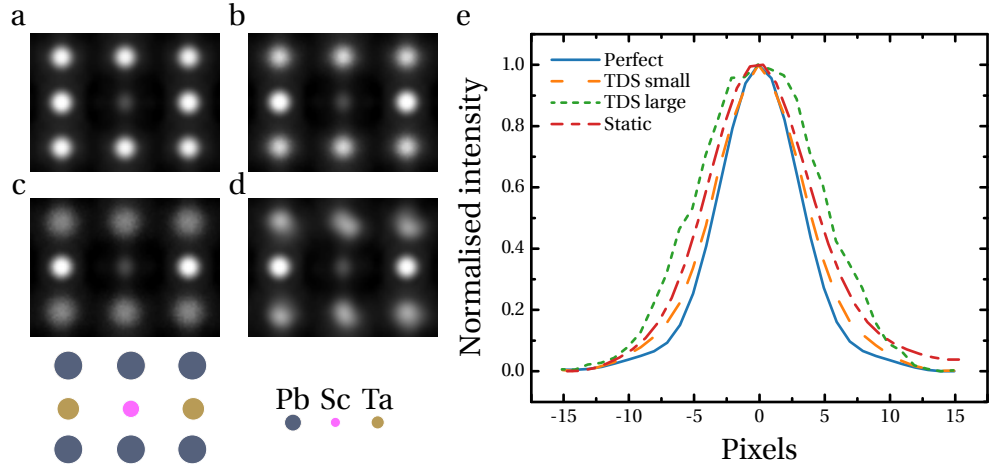 a
b
c
d
Pb Sc Ta
e
Normalised intensity
1.0
0.8
0.6
0.4
0.2
0.0
Perfect
TDS small
TDS large
Static
-15 -10 -5 0 5 10 15
Pixels